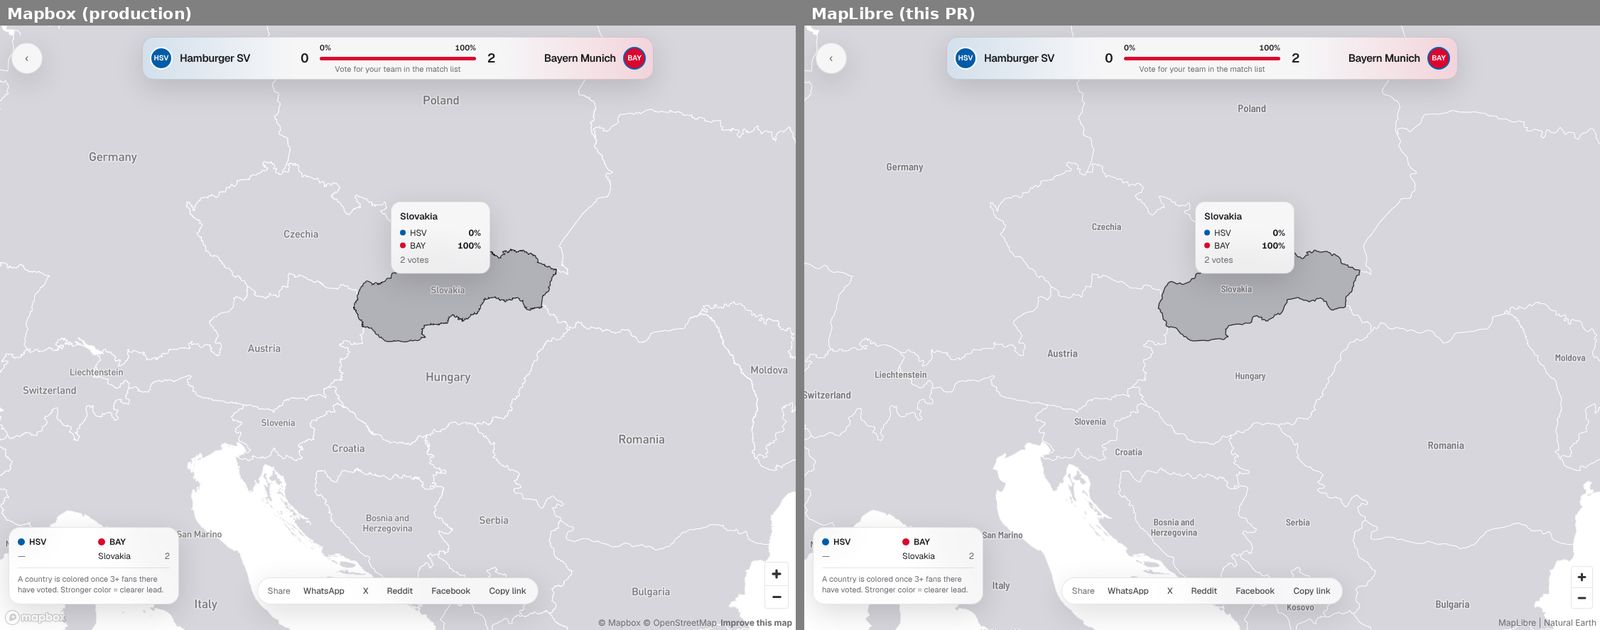 Mapbox (production)
‹
HSV
Hamburger SV
0
0%
100%
Vote for your team in the match list
2
Bayern Munich
BAY
Poland
Germany
Czechia
Slovakia
HSV 0%
BAY 100%
2 votes
Slovakia
Austria
Liechtenstein
Switzerland
Hungary
Moldova
Slovenia
Croatia
Romania
Bosnia and
Herzegovina
Serbia
San Marino
Italy
Bulgaria
HSV BAY
— Slovakia 2
A country is colored once 3+ fans there
have voted. Stronger color = clearer lead.
Share WhatsApp X Reddit Facebook Copy link
+
−
mapbox
© Mapbox © OpenStreetMap Improve this map
MapLibre (this PR)
‹
HSV
Hamburger SV
0
0%
100%
Vote for your team in the match list
2
Bayern Munich
BAY
Poland
Germany
Czechia
Slovakia
HSV 0%
BAY 100%
2 votes
Slovakia
Austria
Liechtenstein
Switzerland
Hungary
Moldova
Slovenia
Croatia
Romania
Bosnia and
Herzegovina
Serbia
San Marino
Italy
Kosovo
Bulgaria
HSV BAY
— Slovakia 2
A country is colored once 3+ fans there
have voted. Stronger color = clearer lead.
Share WhatsApp X Reddit Facebook Copy link
+
−
MapLibre | Natural Earth